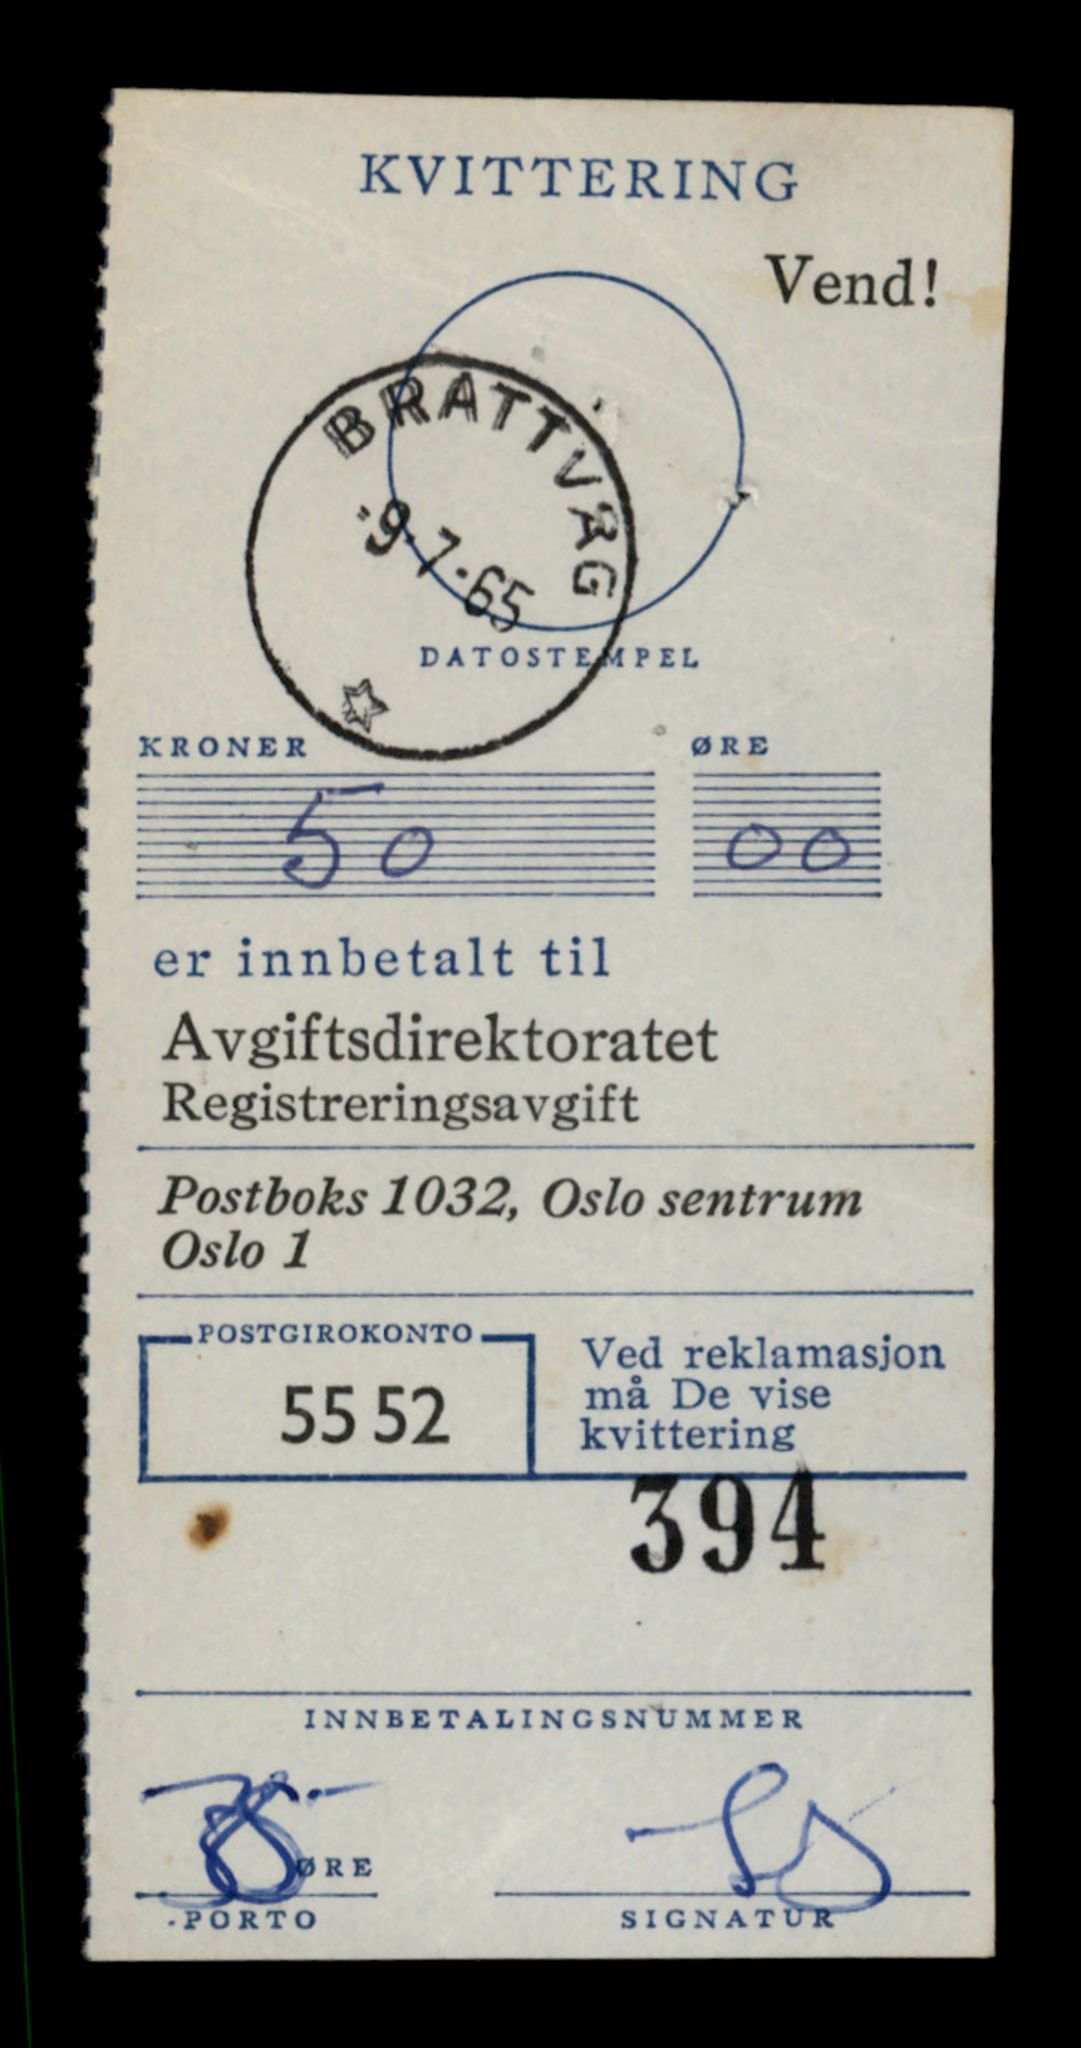 KVITTERING
Vend!
BRATTVÅG
9.7.65
DATOSTEMPEL
KRONER ØRE
50 00
er innbetalt til
Avgiftsdirektoratet
Registreringsavgift
Postboks 1032, Oslo sentrum
Oslo 1
POSTGIROKONTO
55 52
Ved reklamasjon
må De vise
kvittering
394
INNBETALINGSNUMMER
ØRE
PORTO
SIGNATUR